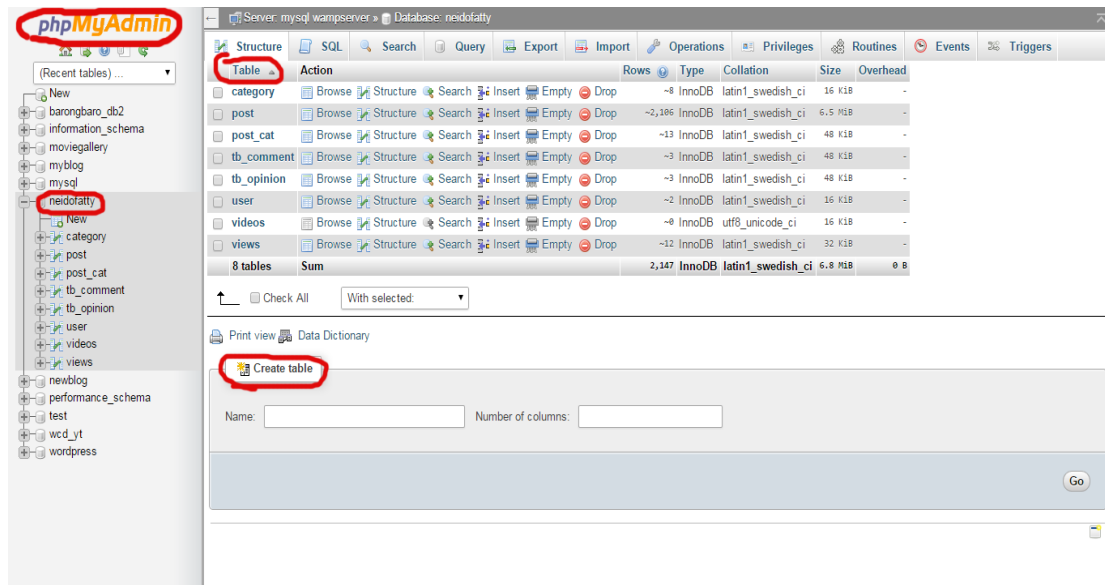 phpMyAdmin
(Recent tables) ...
New
barongbaro_db2
information_schema
moviegallery
myblog
mysql
neidofatty
New
category
post
post_cat
tb_comment
tb_opinion
user
videos
views
newblog
performance_schema
test
wcd_yt
wordpress
Server: mysql wampserver » Database: neidofatty
Structure SQL Search Query Export Import Operations Privileges Routines Events Triggers
Table Action Rows Type Collation Size Overhead
category Browse Structure Search Insert Empty Drop ~8 InnoDB latin1_swedish_ci 16 KiB -
post Browse Structure Search Insert Empty Drop ~2,106 InnoDB latin1_swedish_ci 6.5 MiB -
post_cat Browse Structure Search Insert Empty Drop ~13 InnoDB latin1_swedish_ci 48 KiB -
tb_comment Browse Structure Search Insert Empty Drop ~3 InnoDB latin1_swedish_ci 48 KiB -
tb_opinion Browse Structure Search Insert Empty Drop ~3 InnoDB latin1_swedish_ci 48 KiB -
user Browse Structure Search Insert Empty Drop ~2 InnoDB latin1_swedish_ci 16 KiB -
videos Browse Structure Search Insert Empty Drop ~0 InnoDB utf8_unicode_ci 16 KiB -
views Browse Structure Search Insert Empty Drop ~12 InnoDB latin1_swedish_ci 32 KiB -
8 tables Sum 2,147 InnoDB latin1_swedish_ci 6.8 MiB 0 B
Check All With selected:
Print view Data Dictionary
Create table
Name: Number of columns:
Go